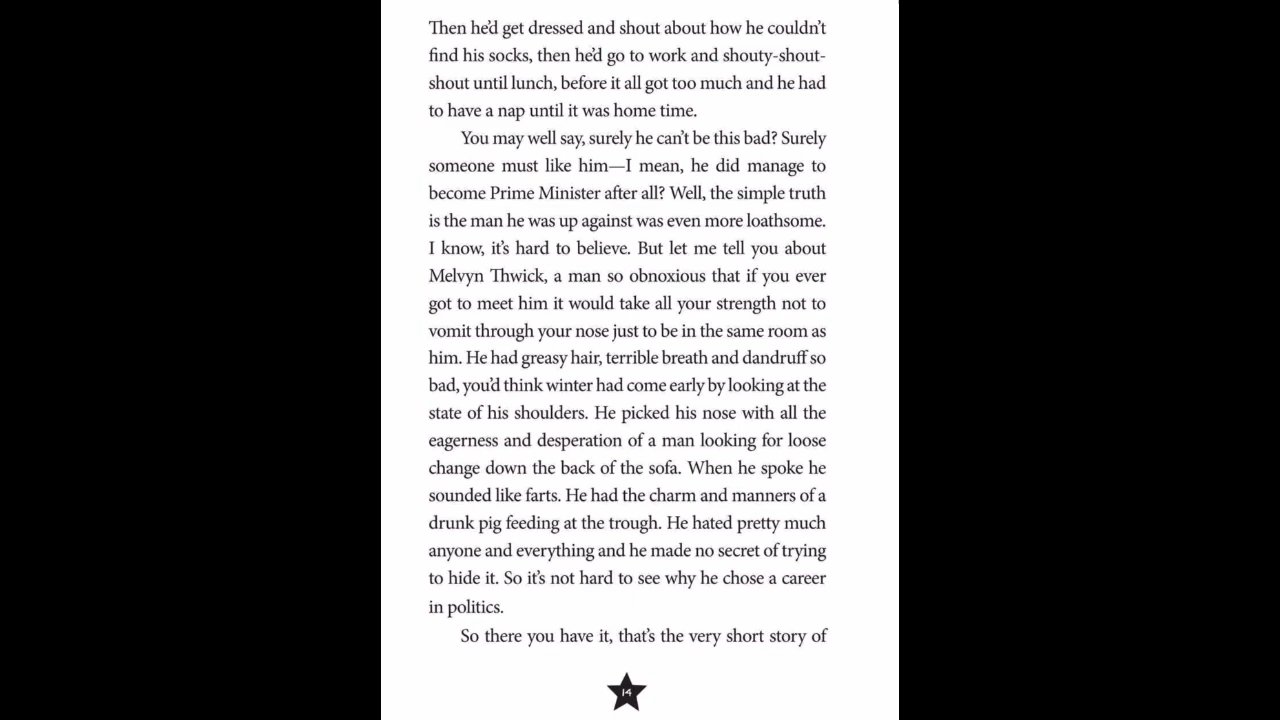 Then he'd get dressed and shout about how he couldn't
find his socks, then he'd go to work and shouty-shout-
shout until lunch, before it all got too much and he had
to have a nap until it was home time.
You may well say, surely he can't be this bad? Surely
someone must like him—I mean, he did manage to
become Prime Minister after all? Well, the simple truth
is the man he was up against was even more loathsome.
I know, it's hard to believe. But let me tell you about
Melvyn Thwick, a man so obnoxious that if you ever
got to meet him it would take all your strength not to
vomit through your nose just to be in the same room as
him. He had greasy hair, terrible breath and dandruff so
bad, you'd think winter had come early by looking at the
state of his shoulders. He picked his nose with all the
eagerness and desperation of a man looking for loose
change down the back of the sofa. When he spoke he
sounded like farts. He had the charm and manners of a
drunk pig feeding at the trough. He hated pretty much
anyone and everything and he made no secret of trying
to hide it. So it's not hard to see why he chose a career
in politics.
So there you have it, that's the very short story of
14